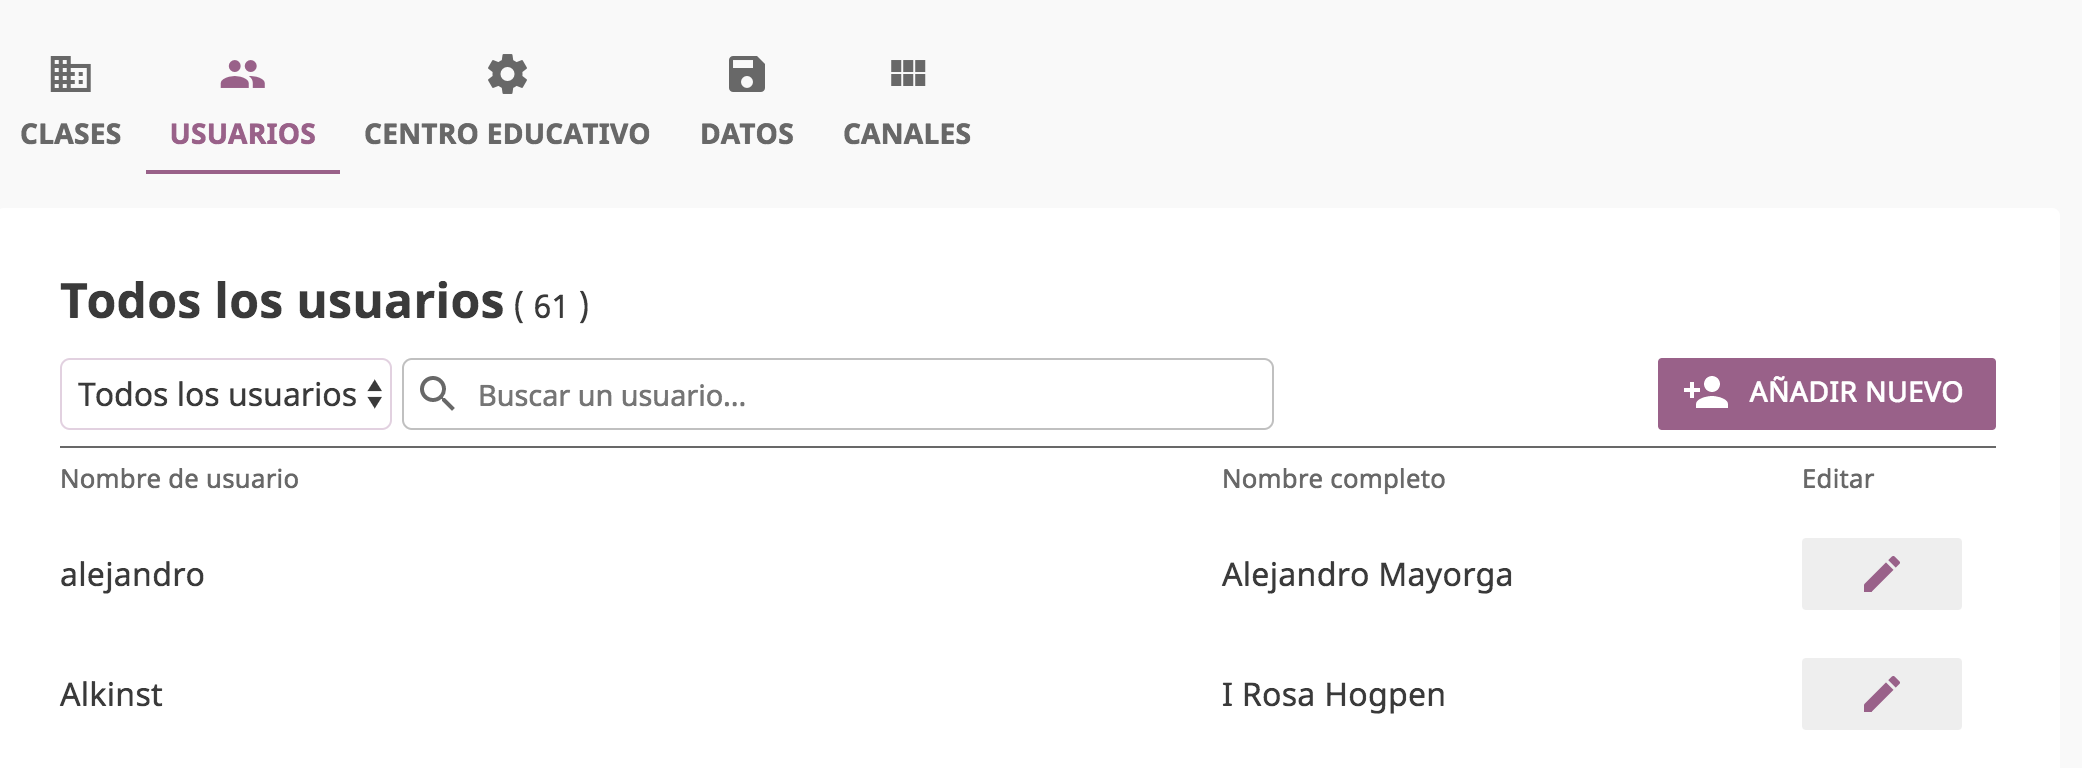 CLASES USUARIOS CENTRO EDUCATIVO DATOS CANALES
Todos los usuarios ( 61 )
Todos los usuarios Buscar un usuario... AÑADIR NUEVO
Nombre de usuario Nombre completo Editar
alejandro Alejandro Mayorga
Alkinst I Rosa Hogpen